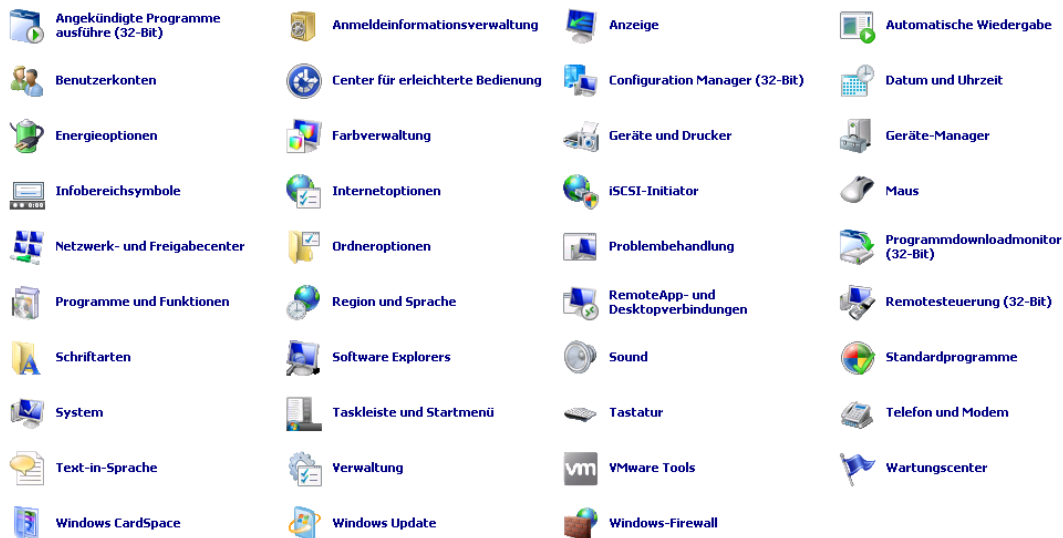 Angekündigte Programme
ausführe (32-Bit)
Anmeldeinformationsverwaltung
Anzeige
Automatische Wiedergabe
Benutzerkonten
Center für erleichterte Bedienung
Configuration Manager (32-Bit)
Datum und Uhrzeit
Energieoptionen
Farbverwaltung
Geräte und Drucker
Geräte-Manager
Infobereichsymbole
Internetoptionen
iSCSI-Initiator
Maus
Netzwerk- und Freigabecenter
Ordneroptionen
Problembehandlung
Programmdownloadmonitor
(32-Bit)
Programme und Funktionen
Region und Sprache
RemoteApp- und
Desktopverbindungen
Remotesteuerung (32-Bit)
Schriftarten
Software Explorers
Sound
Standardprogramme
System
Taskleiste und Startmenü
Tastatur
Telefon und Modem
Text-in-Sprache
Verwaltung
vm
VMware Tools
Wartungscenter
Windows CardSpace
Windows Update
Windows-Firewall